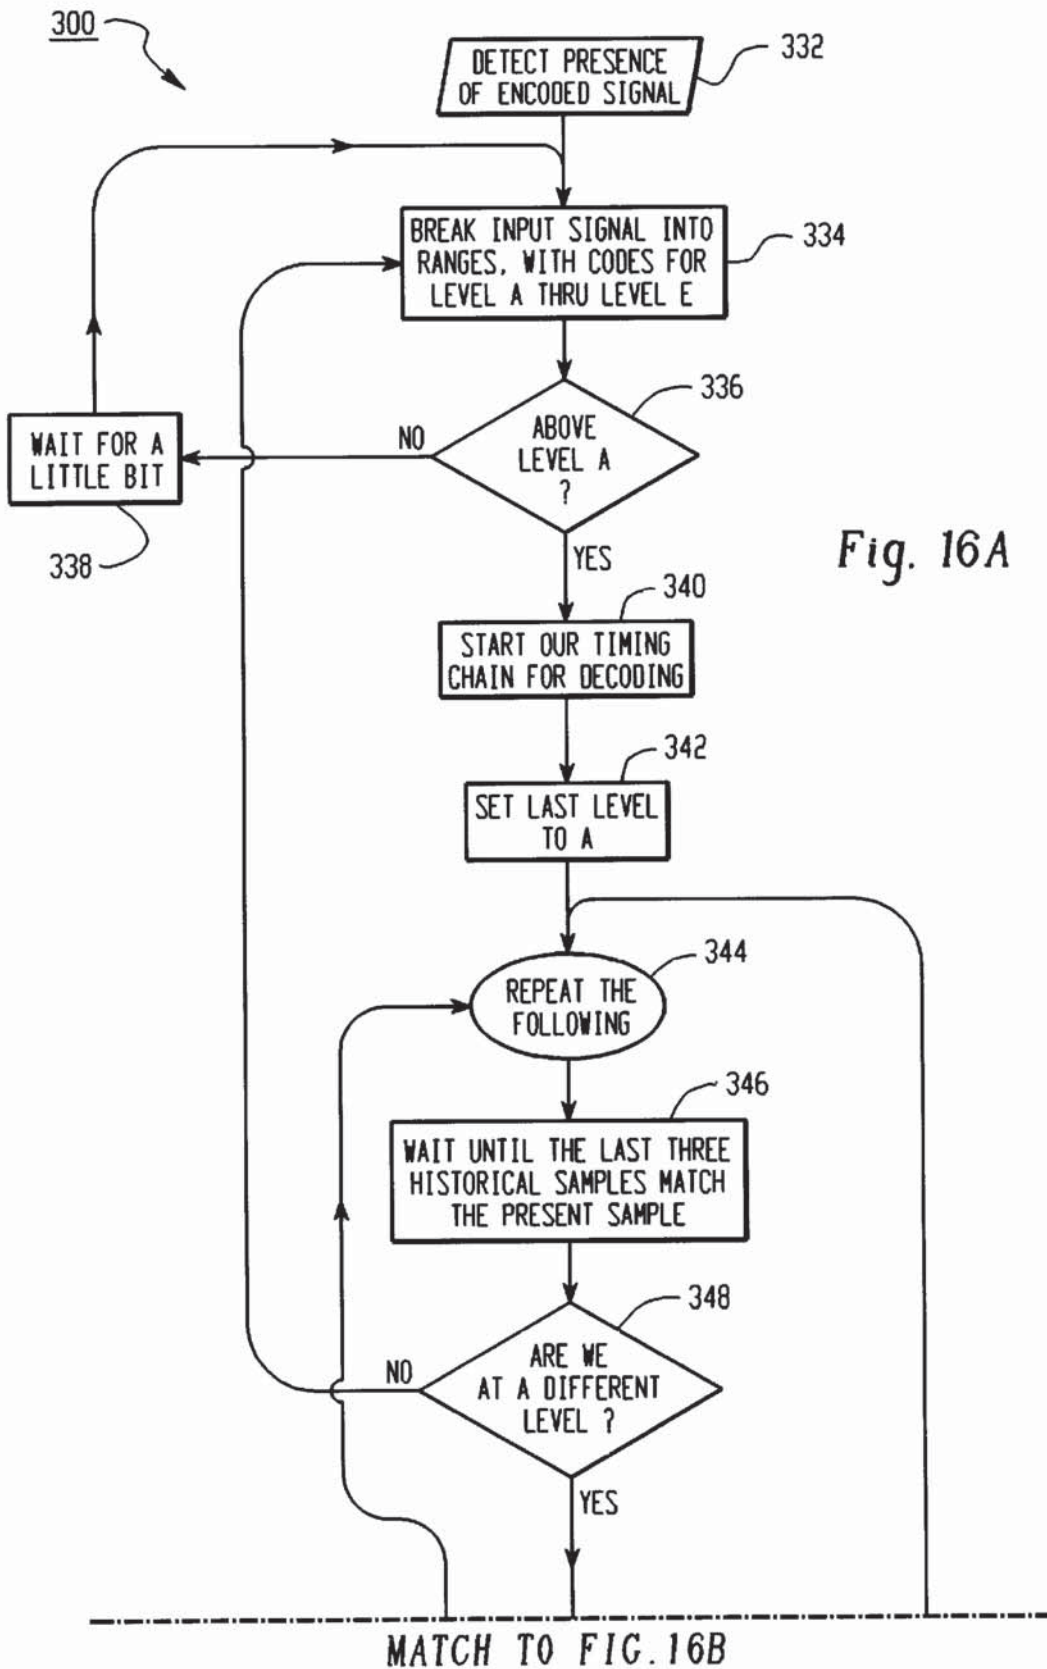 300
DETECT PRESENCE
OF ENCODED SIGNAL
332
BREAK INPUT SIGNAL INTO
RANGES, WITH CODES FOR
LEVEL A THRU LEVEL E
334
ABOVE
LEVEL A
?
336
NO
WAIT FOR A
LITTLE BIT
338
YES
Fig. 16A
340
START OUR TIMING
CHAIN FOR DECODING
342
SET LAST LEVEL
TO A
344
REPEAT THE
FOLLOWING
346
WAIT UNTIL THE LAST THREE
HISTORICAL SAMPLES MATCH
THE PRESENT SAMPLE
348
ARE WE
AT A DIFFERENT
LEVEL ?
NO
YES
MATCH TO FIG.16B